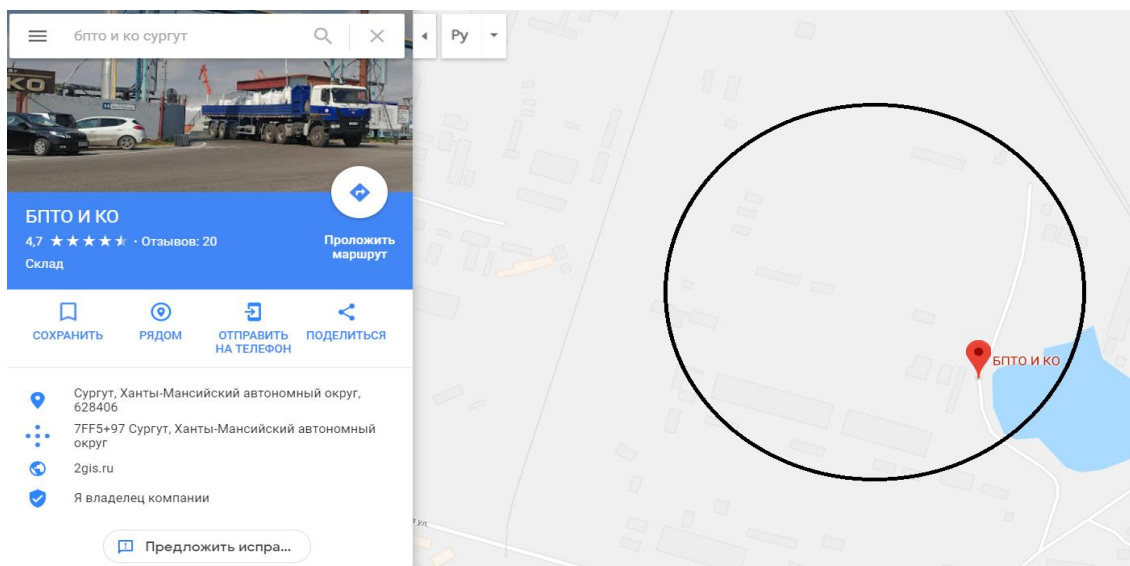 бпто и ко сургут
Ру
КО
БПТО И КО
4,7 ★★★★★ · Отзывов: 20
Склад
Проложить
маршрут
СОХРАНИТЬ
РЯДОМ
ОТПРАВИТЬ
НА ТЕЛЕФОН
ПОДЕЛИТЬСЯ
Сургут, Ханты-Мансийский автономный округ,
628406
7FF5+97 Сургут, Ханты-Мансийский автономный
округ
2gis.ru
Я владелец компании
Предложить испра...
БПТО И КО
ул.